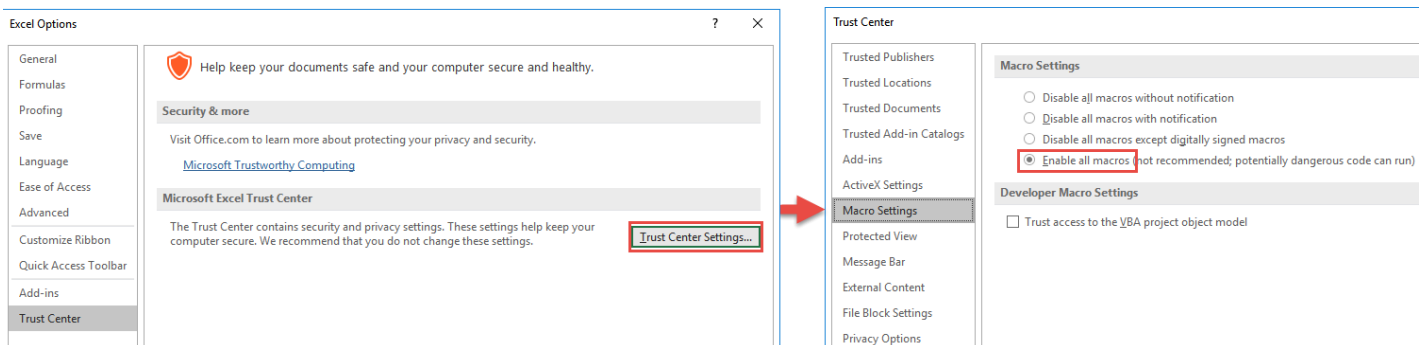 Excel Options
? ×
General
Formulas
Proofing
Save
Language
Ease of Access
Advanced
Customize Ribbon
Quick Access Toolbar
Add-ins
Trust Center
Help keep your documents safe and your computer secure and healthy.
Security & more
Visit Office.com to learn more about protecting your privacy and security.
Microsoft Trustworthy Computing
Microsoft Excel Trust Center
The Trust Center contains security and privacy settings. These settings help keep your
computer secure. We recommend that you do not change these settings.
Trust Center Settings...
Trust Center
Trusted Publishers
Trusted Locations
Trusted Documents
Trusted Add-in Catalogs
Add-ins
ActiveX Settings
Macro Settings
Protected View
Message Bar
External Content
File Block Settings
Privacy Options
Macro Settings
Disable all macros without notification
Disable all macros with notification
Disable all macros except digitally signed macros
Enable all macros (not recommended; potentially dangerous code can run)
Developer Macro Settings
Trust access to the VBA project object model